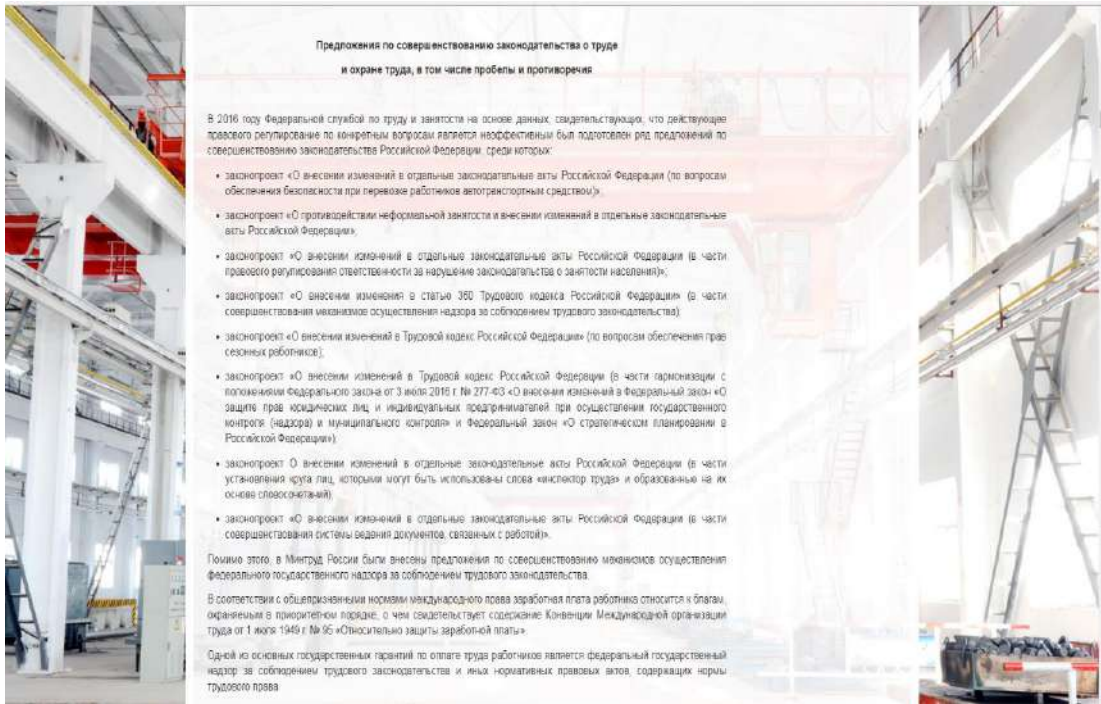 Предложения по совершенствованию законодательства о труде
и охране труда, в том числе пробелы и противоречия
В 2016 году Федеральной службой по труду и занятости на основе данных, свидетельствующих, что действующее
правового регулирование по конкретным вопросам является неэффективным был подготовлен ряд предложений по
совершенствованию законодательства Российской Федерации, среди которых:
• законопроект «О внесении изменений в отдельные законодательные акты Российской Федерации (по вопросам
обеспечения безопасности при перевозке работников автотранспортным средством)»;
• законопроект «О противодействии неформальной занятости и внесении изменений в отдельные законодательные
акты Российской Федерации»;
• законопроект «О внесении изменений в отдельные законодательные акты Российской Федерации (в части
правового регулирования ответственности за нарушение законодательства о занятости населения)»;
• законопроект «О внесении изменения в статью 360 Трудового кодекса Российской Федерации» (в части
совершенствования механизмов осуществления надзора за соблюдением трудового законодательства);
• законопроект «О внесении изменений в Трудовой кодекс Российской Федерации» (по вопросам обеспечения прав
сезонных работников);
• законопроект «О внесении изменений в Трудовой кодекс Российской Федерации (в части гармонизации с
положениями Федерального закона от 3 июля 2016 г. № 277-ФЗ «О внесении изменений в Федеральный закон «О
защите прав юридических лиц и индивидуальных предпринимателей при осуществлении государственного
контроля (надзора) и муниципального контроля» и Федеральный закон «О стратегическом планировании в
Российской Федерации»);
• законопроект О внесении изменений в отдельные законодательные акты Российской Федерации (в части
установления круга лиц, которыми могут быть использованы слова «инспектор труда» и образованные на их
основе словосочетаний);
• законопроект «О внесении изменений в отдельные законодательные акты Российской Федерации (в части
совершенствования системы ведения документов, связанных с работой)».
Помимо этого, в Минтруд России были внесены предложения по совершенствованию механизмов осуществления
федерального государственного надзора за соблюдением трудового законодательства.
В соответствии с общепризнанными нормами международного права заработная плата работника относится к благам,
охраняемым в приоритетном порядке, о чем свидетельствует содержание Конвенции Международной организации
труда от 1 июля 1949 г. № 95 «Относительно защиты заработной платы».
Одной из основных государственных гарантий по оплате труда работников является федеральный государственный
надзор за соблюдением трудового законодательства и иных нормативных правовых актов, содержащих нормы
трудового права.